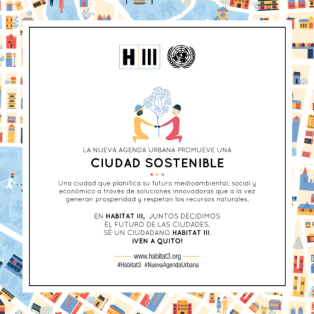 H III
LA NUEVA AGENDA URBANA PROMUEVE UNA
CIUDAD SOSTENIBLE
Una ciudad que planifica su futuro medioambiental, social y
económico a través de soluciones innovadoras que a la vez
generan prosperidad y respetan los recursos naturales.
EN HABITAT III, JUNTOS DECIDIMOS
EL FUTURO DE LAS CIUDADES.
SÉ UN CIUDADANO HABITAT III.
¡VEN A QUITO!
www.habitat3.org
#Habitat3 #NuevaAgendaUrbana